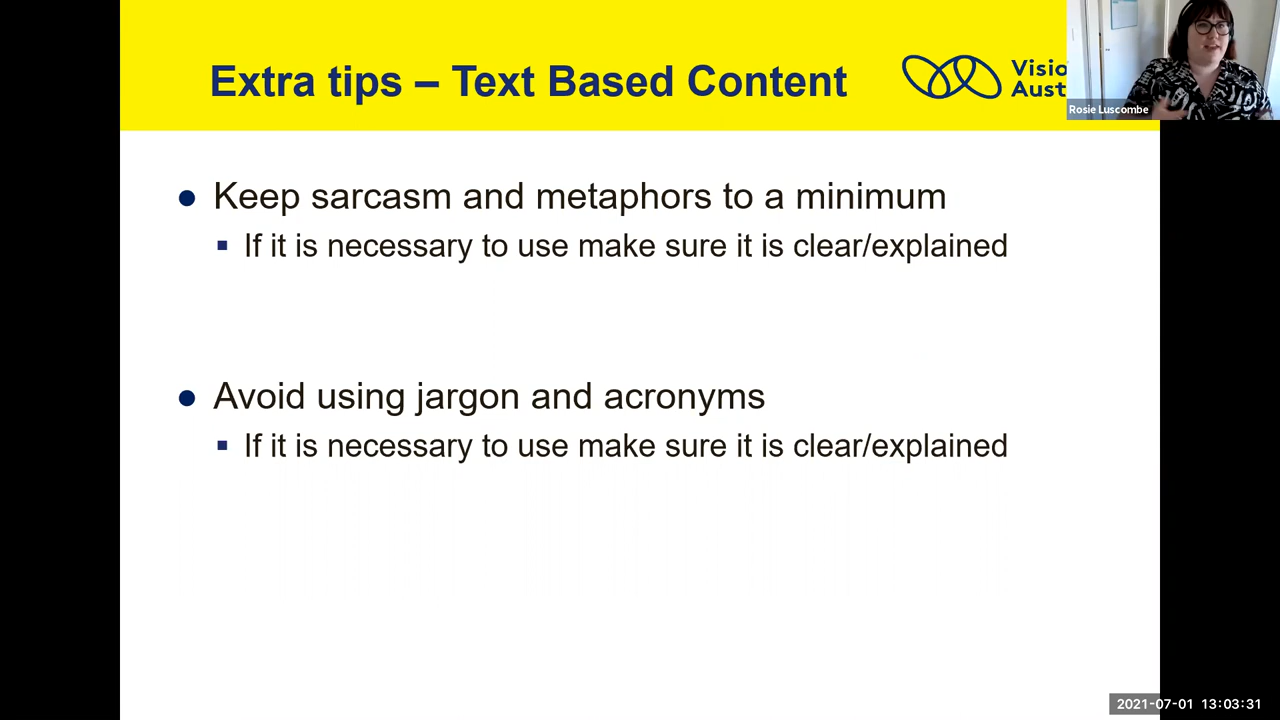 Extra tips – Text Based Content
Visio
Aust
Rosie Luscombe
● Keep sarcasm and metaphors to a minimum
▪ If it is necessary to use make sure it is clear/explained
● Avoid using jargon and acronyms
▪ If it is necessary to use make sure it is clear/explained
2021-07-01 13:03:31